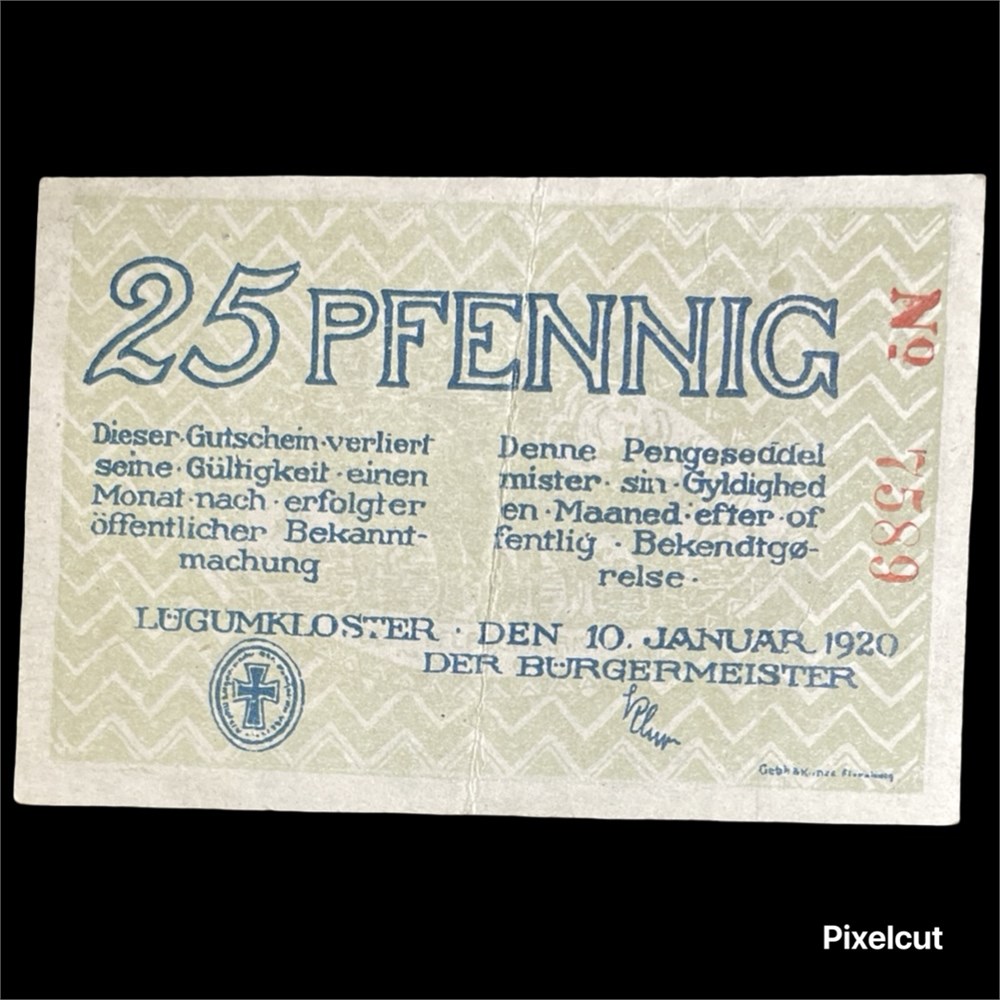 25 PFENNIG
Dieser·Gutschein·verliert
seine·Gültigkeit·einen
Monat·nach·erfolgter
öffentlicher Bekannt-
machung
Denne Pengeseddel
mister·sin·Gyldighed
en·Maaned·efter·of
fentlig·Bekendtgø-
relse·
LÜGUMKLOSTER·DEN 10. JANUAR 1920
DER BÜRGERMEISTER
No 77589
Pixelcut